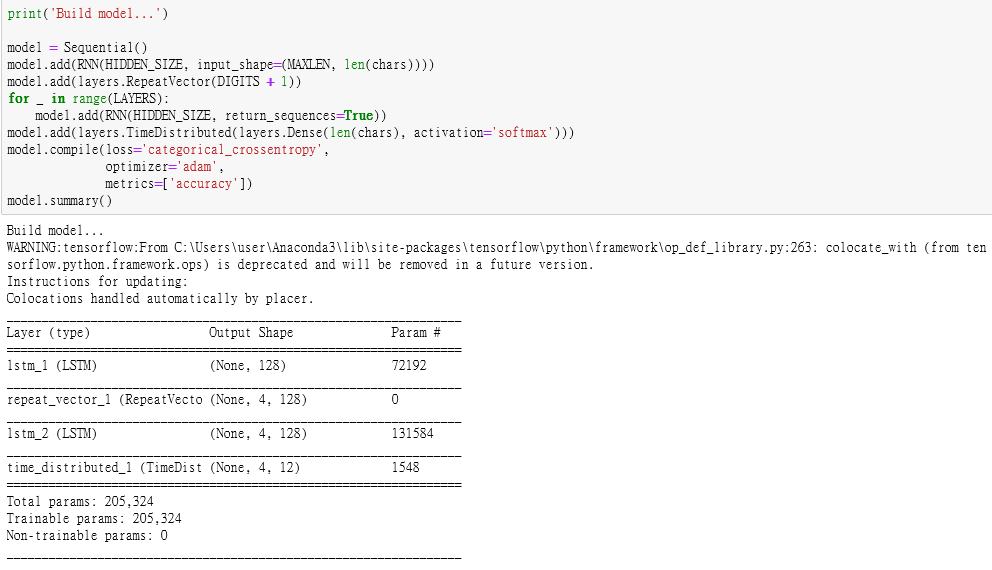 print('Build model...')
model = Sequential()
model.add(RNN(HIDDEN_SIZE, input_shape=(MAXLEN, len(chars))))
model.add(layers.RepeatVector(DIGITS + 1))
for _ in range(LAYERS):
    model.add(RNN(HIDDEN_SIZE, return_sequences=True))
model.add(layers.TimeDistributed(layers.Dense(len(chars), activation='softmax')))
model.compile(loss='categorical_crossentropy',
              optimizer='adam',
              metrics=['accuracy'])
model.summary()
Build model...
WARNING:tensorflow:From C:\Users\user\Anaconda3\lib\site-packages\tensorflow\python\framework\op_def_library.py:263: colocate_with (from ten
sorflow.python.framework.ops) is deprecated and will be removed in a future version.
Instructions for updating:
Colocations handled automatically by placer.
_________________________________________________________________
Layer (type)                 Output Shape              Param #
=================================================================
lstm_1 (LSTM)                (None, 128)               72192
_________________________________________________________________
repeat_vector_1 (RepeatVecto (None, 4, 128)            0
_________________________________________________________________
lstm_2 (LSTM)                (None, 4, 128)            131584
_________________________________________________________________
time_distributed_1 (TimeDist (None, 4, 12)             1548
=================================================================
Total params: 205,324
Trainable params: 205,324
Non-trainable params: 0
_________________________________________________________________